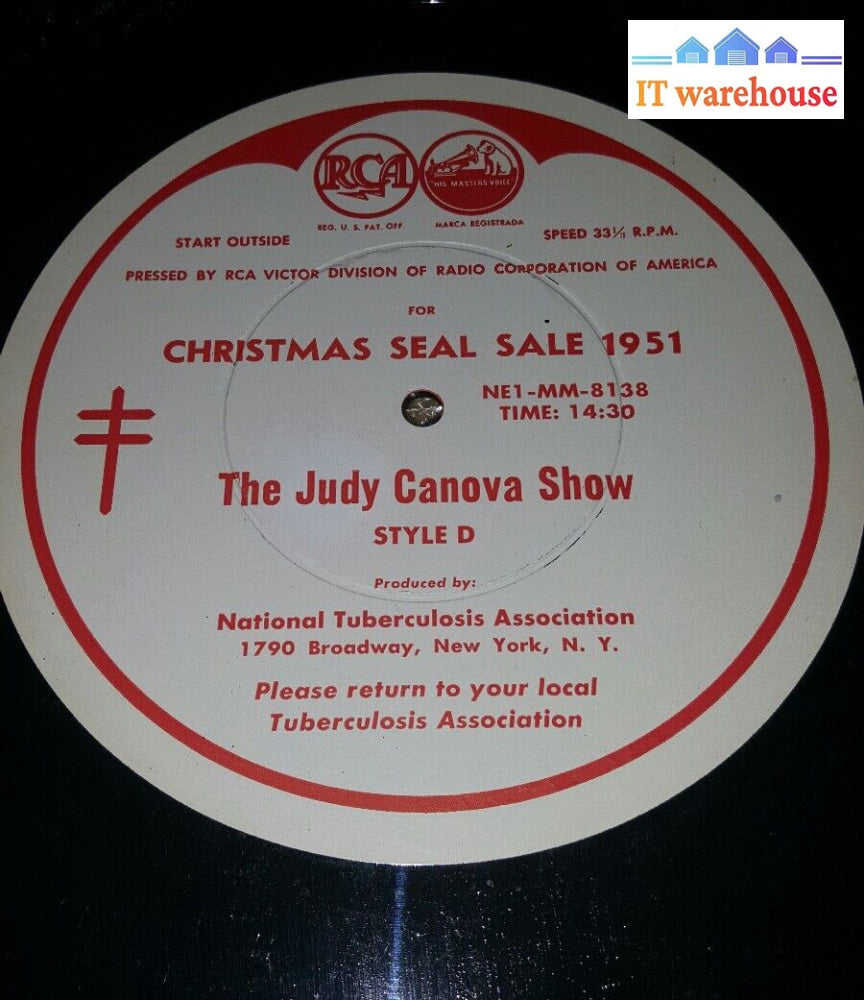 IT warehouse
RCA
"HIS MASTERS VOICE"
REG. U. S. PAT. OFF.
MARCA REGISTRADA
START OUTSIDE
SPEED 33⅓ R.P.M.
PRESSED BY RCA VICTOR DIVISION OF RADIO CORPORATION OF AMERICA
FOR
CHRISTMAS SEAL SALE 1951
NE1-MM-8138
TIME: 14:30
The Judy Canova Show
STYLE D
Produced by:
National Tuberculosis Association
1790 Broadway, New York, N. Y.
Please return to your local
Tuberculosis Association